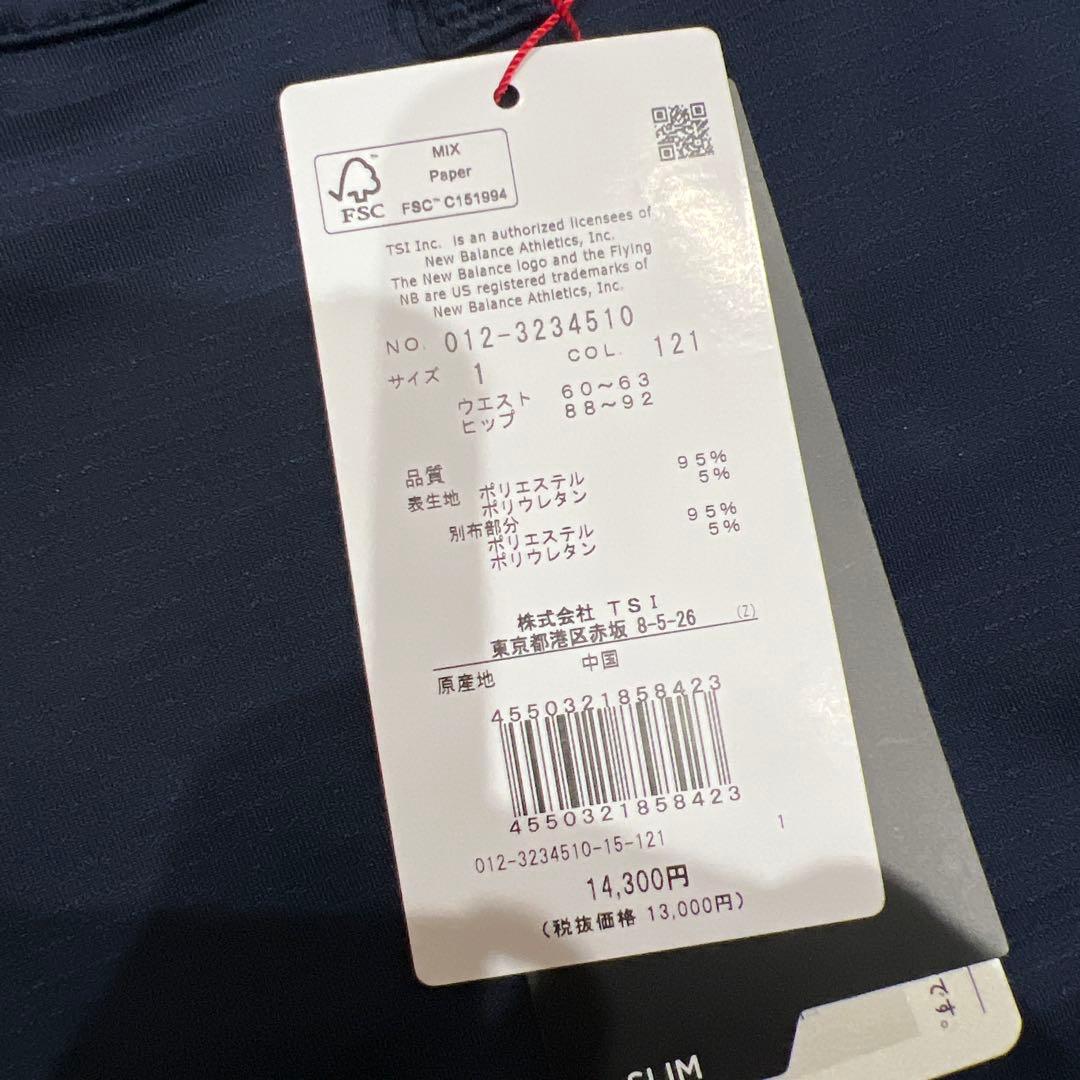 MIX
Paper
FSC™ C151994
FSC
TSI Inc. is an authorized licensees of
New Balance Athletics, Inc.
The New Balance logo and the Flying
NB are US registered trademarks of
New Balance Athletics, Inc.
NO. 012-3234510
サイズ 1 COL. 121
ウエスト 60～63
ヒップ 88～92
品質
表生地 ポリエステル 95%
ポリウレタン 5%
別布部分
ポリエステル 95%
ポリウレタン 5%
株式会社 TSI
東京都港区赤坂 8-5-26 (Z)
原産地 中国
4550321858423
4550321858423
012-3234510-15-121 1
14,300円
(税抜価格 13,000円)
です。
SLIM